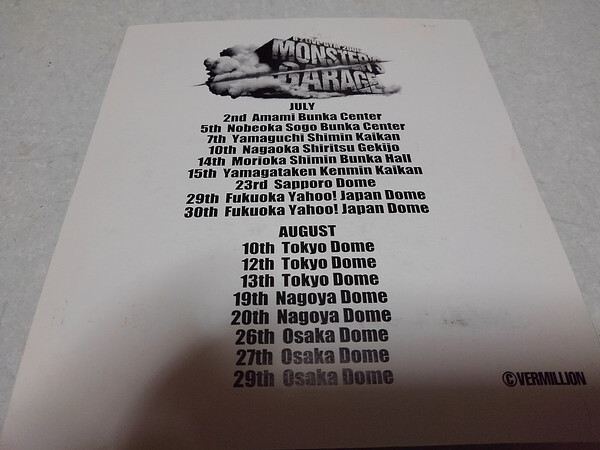 B'z LIVE-GYM 2006
MONSTER'S
GARAGE
JULY
2nd Amami Bunka Center
5th Nobeoka Sogo Bunka Center
7th Yamaguchi Shimin Kaikan
10th Nagaoka Shiritsu Gekijo
14th Morioka Shimin Bunka Hall
15th Yamagataken Kenmin Kaikan
23rd Sapporo Dome
29th Fukuoka Yahoo! Japan Dome
30th Fukuoka Yahoo! Japan Dome
AUGUST
10th Tokyo Dome
12th Tokyo Dome
13th Tokyo Dome
19th Nagoya Dome
20th Nagoya Dome
26th Osaka Dome
27th Osaka Dome
29th Osaka Dome
©VERMILLION